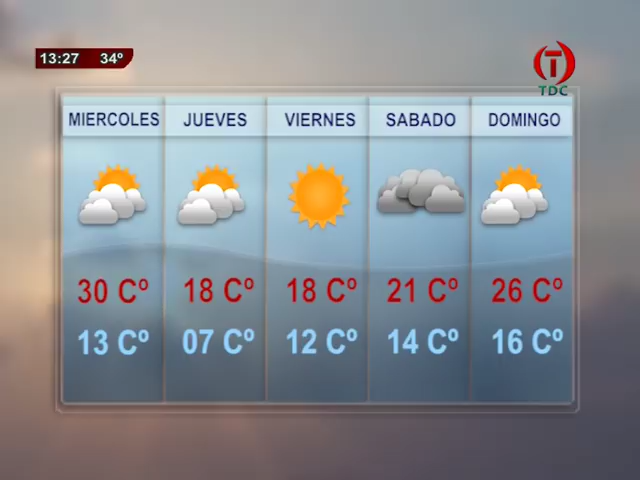 13:27 34º
T
TDC
MIERCOLES JUEVES VIERNES SABADO DOMINGO
30 Cº 18 Cº 18 Cº 21 Cº 26 Cº
13 Cº 07 Cº 12 Cº 14 Cº 16 Cº